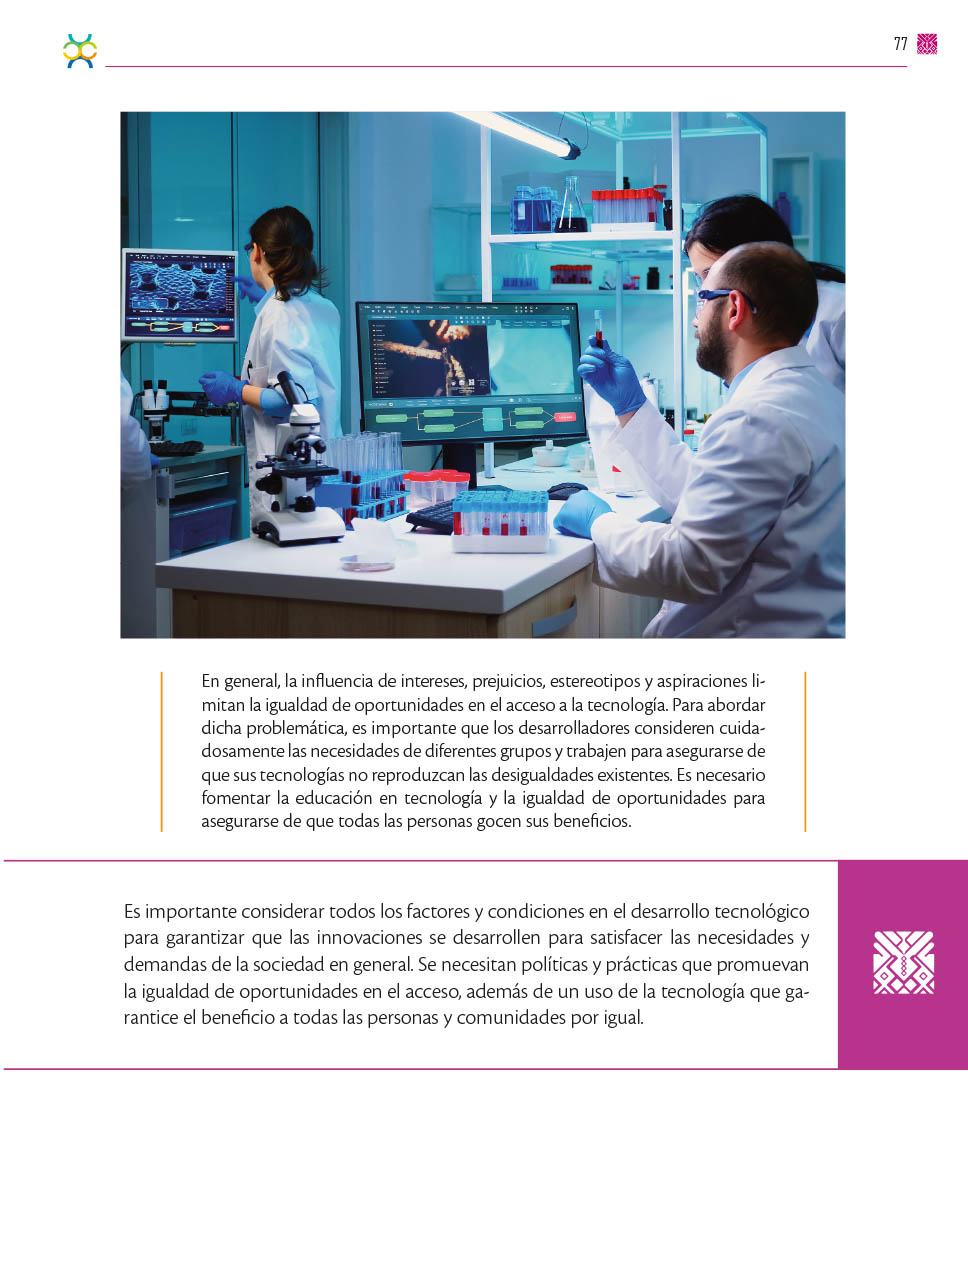 77
En general, la influencia de intereses, prejuicios, estereotipos y aspiraciones li-
mitan la igualdad de oportunidades en el acceso a la tecnología. Para abordar
dicha problemática, es importante que los desarrolladores consideren cuida-
dosamente las necesidades de diferentes grupos y trabajen para asegurarse de
que sus tecnologías no reproduzcan las desigualdades existentes. Es necesario
fomentar la educación en tecnología y la igualdad de oportunidades para
asegurarse de que todas las personas gocen sus beneficios.
Es importante considerar todos los factores y condiciones en el desarrollo tecnológico
para garantizar que las innovaciones se desarrollen para satisfacer las necesidades y
demandas de la sociedad en general. Se necesitan políticas y prácticas que promuevan
la igualdad de oportunidades en el acceso, además de un uso de la tecnología que ga-
rantice el beneficio a todas las personas y comunidades por igual.